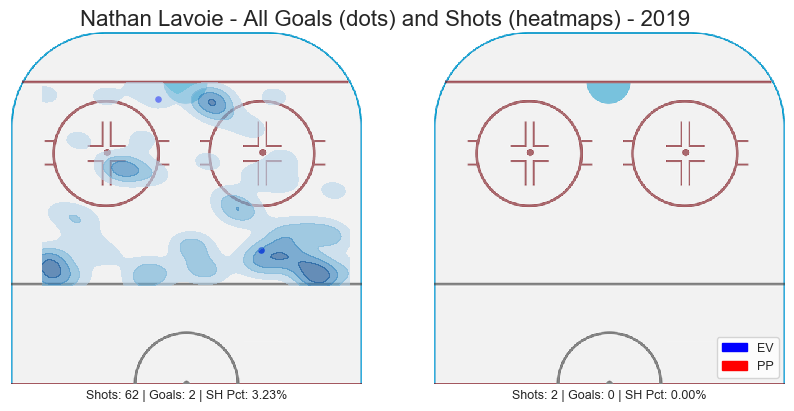 Nathan Lavoie - All Goals (dots) and Shots (heatmaps) - 2019
EV
PP
Shots: 62 | Goals: 2 | SH Pct: 3.23%
Shots: 2 | Goals: 0 | SH Pct: 0.00%